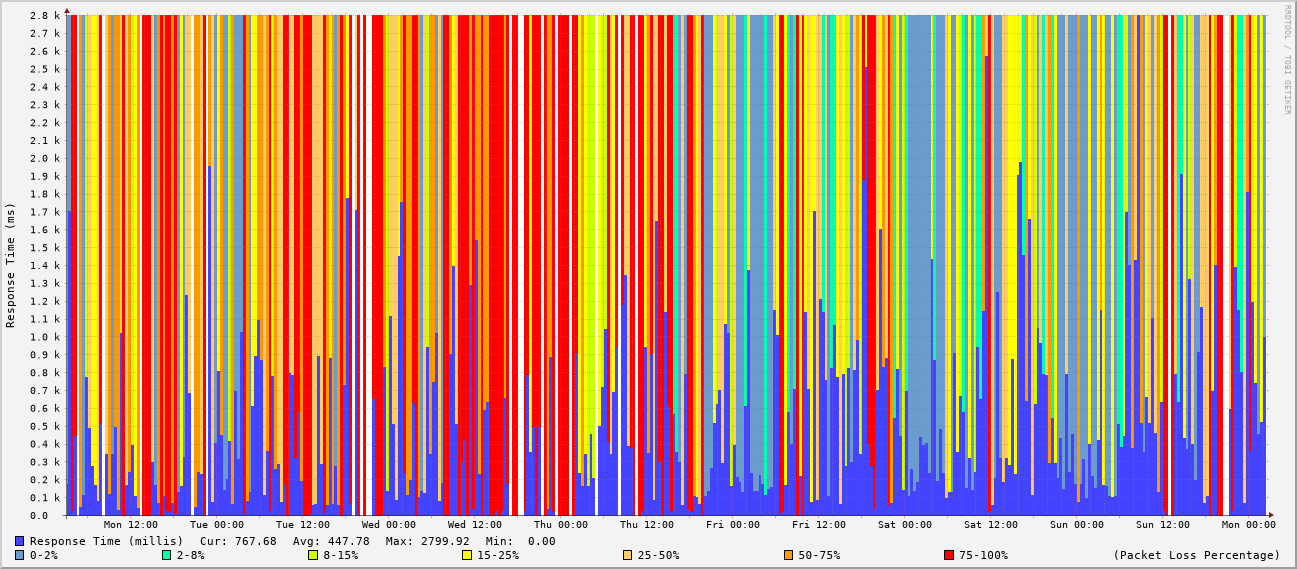 2.8 k
2.7 k
2.6 k
2.5 k
2.4 k
2.3 k
2.2 k
2.1 k
2.0 k
1.9 k
1.8 k
1.7 k
1.6 k
1.5 k
1.4 k
1.3 k
1.2 k
1.1 k
1.0 k
0.9 k
0.8 k
0.7 k
0.6 k
0.5 k
0.4 k
0.3 k
0.2 k
0.1 k
0.0
Response Time (ms)
RRDTOOL / TOBI OETIKER
Mon 12:00 Tue 00:00 Tue 12:00 Wed 00:00 Wed 12:00 Thu 00:00 Thu 12:00 Fri 00:00 Fri 12:00 Sat 00:00 Sat 12:00 Sun 00:00 Sun 12:00 Mon 00:00
Response Time (millis) Cur: 767.68 Avg: 447.78 Max: 2799.92 Min: 0.00
0-2% 2-8% 8-15% 15-25% 25-50% 50-75% 75-100% (Packet Loss Percentage)